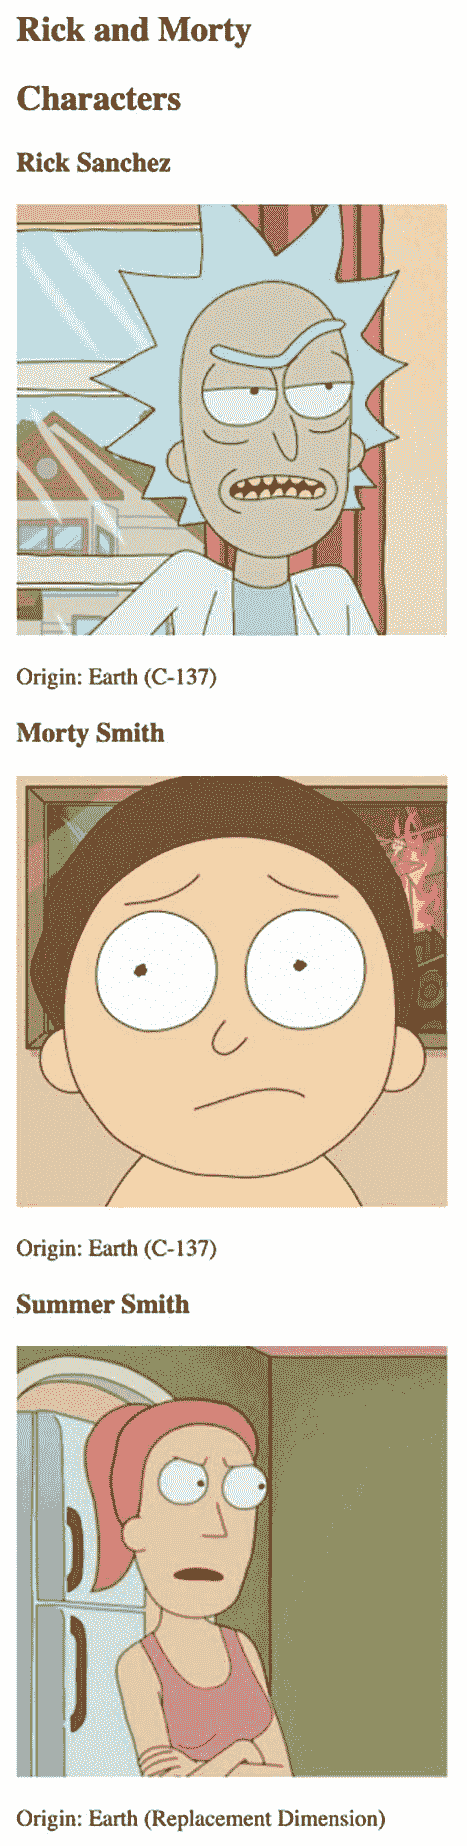 Rick and Morty
Characters
Rick Sanchez
Origin: Earth (C-137)
Morty Smith
Origin: Earth (C-137)
Summer Smith
Origin: Earth (Replacement Dimension)